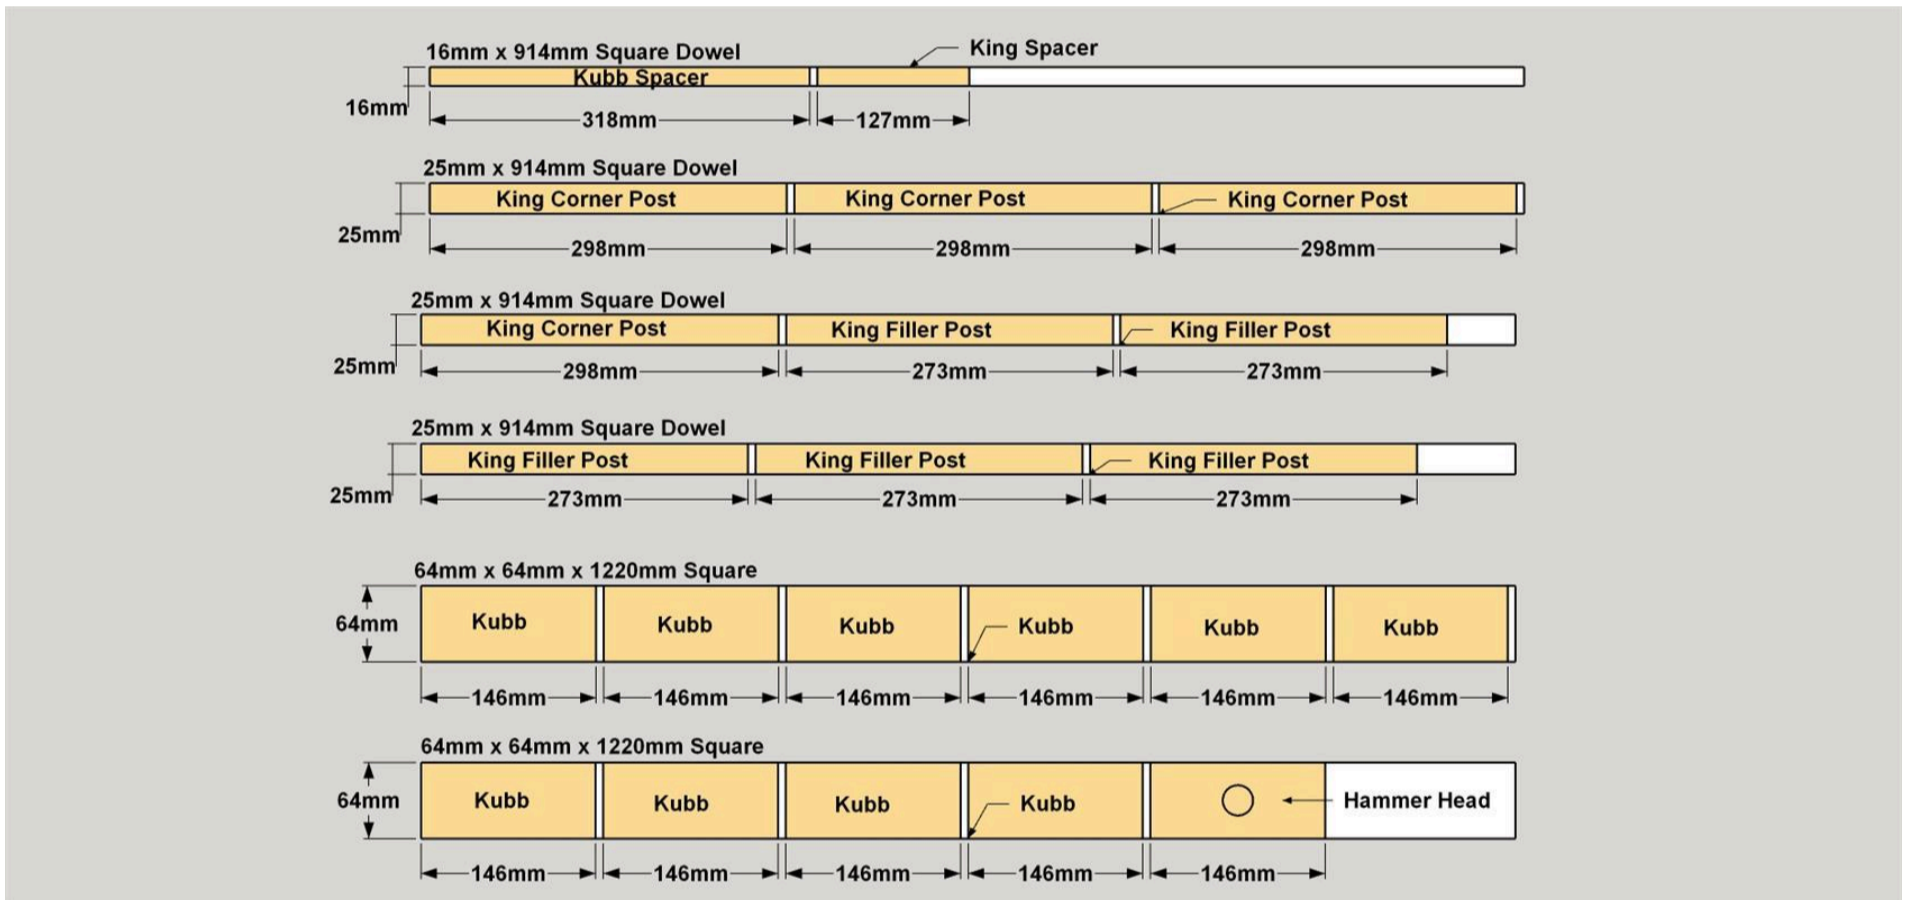 16mm x 914mm Square Dowel
King Spacer
Kubb Spacer
16mm
318mm
127mm
25mm x 914mm Square Dowel
King Corner Post
King Corner Post
King Corner Post
25mm
298mm
298mm
298mm
25mm x 914mm Square Dowel
King Corner Post
King Filler Post
King Filler Post
25mm
298mm
273mm
273mm
25mm x 914mm Square Dowel
King Filler Post
King Filler Post
King Filler Post
25mm
273mm
273mm
273mm
64mm x 64mm x 1220mm Square
64mm
Kubb
Kubb
Kubb
Kubb
Kubb
Kubb
146mm
146mm
146mm
146mm
146mm
146mm
64mm x 64mm x 1220mm Square
64mm
Kubb
Kubb
Kubb
Kubb
Hammer Head
146mm
146mm
146mm
146mm
146mm